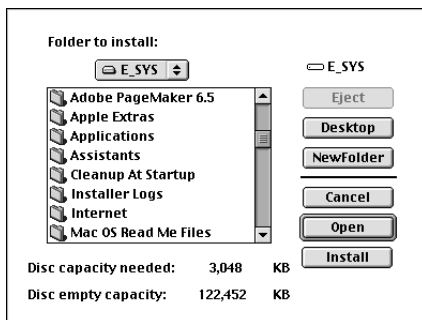 Folder to install:
E_SYS
E_SYS
Adobe PageMaker 6.5
Apple Extras
Applications
Assistants
Cleanup At Startup
Installer Logs
Internet
Mac OS Read Me Files
Eject
Desktop
NewFolder
Cancel
Open
Install
Disc capacity needed: 3,048 KB
Disc empty capacity: 122,452 KB